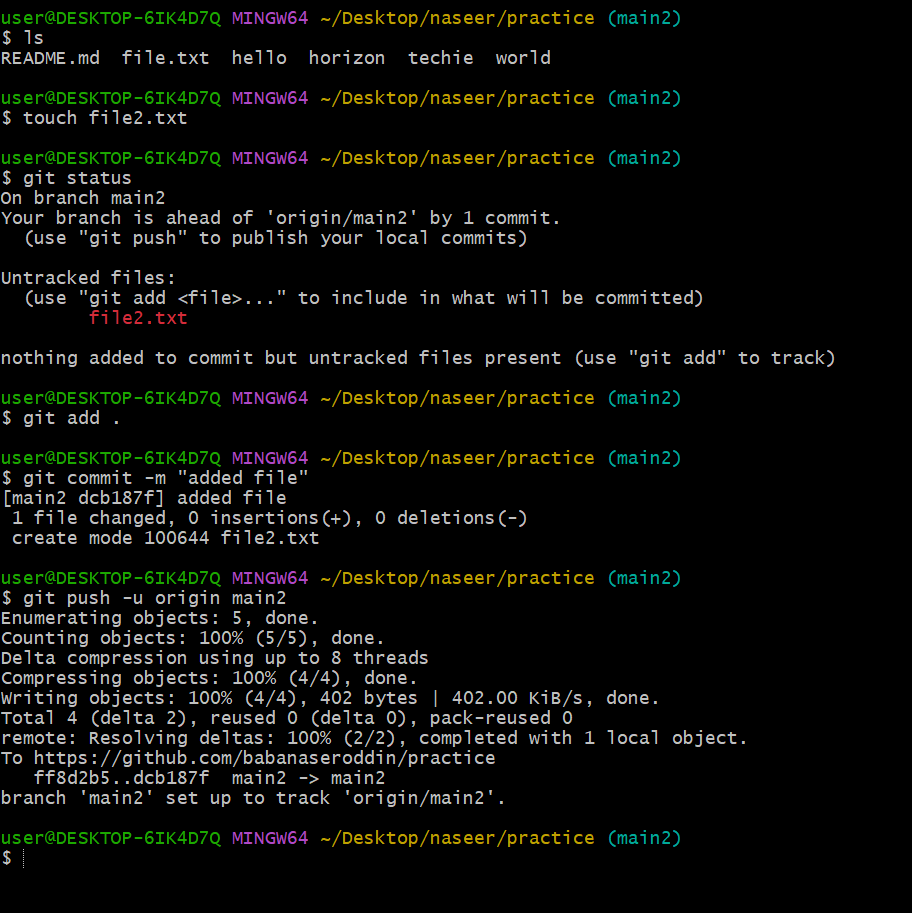 user@DESKTOP-6IK4D7Q MINGW64 ~/Desktop/naseer/practice (main2)
$ ls
README.md  file.txt  hello  horizon  techie  world

user@DESKTOP-6IK4D7Q MINGW64 ~/Desktop/naseer/practice (main2)
$ touch file2.txt

user@DESKTOP-6IK4D7Q MINGW64 ~/Desktop/naseer/practice (main2)
$ git status
On branch main2
Your branch is ahead of 'origin/main2' by 1 commit.
  (use "git push" to publish your local commits)

Untracked files:
  (use "git add <file>..." to include in what will be committed)
        file2.txt

nothing added to commit but untracked files present (use "git add" to track)

user@DESKTOP-6IK4D7Q MINGW64 ~/Desktop/naseer/practice (main2)
$ git add .

user@DESKTOP-6IK4D7Q MINGW64 ~/Desktop/naseer/practice (main2)
$ git commit -m "added file"
[main2 dcb187f] added file
 1 file changed, 0 insertions(+), 0 deletions(-)
 create mode 100644 file2.txt

user@DESKTOP-6IK4D7Q MINGW64 ~/Desktop/naseer/practice (main2)
$ git push -u origin main2
Enumerating objects: 5, done.
Counting objects: 100% (5/5), done.
Delta compression using up to 8 threads
Compressing objects: 100% (4/4), done.
Writing objects: 100% (4/4), 402 bytes | 402.00 KiB/s, done.
Total 4 (delta 2), reused 0 (delta 0), pack-reused 0
remote: Resolving deltas: 100% (2/2), completed with 1 local object.
To https://github.com/babanaseroddin/practice
   ff8d2b5..dcb187f  main2 -> main2
branch 'main2' set up to track 'origin/main2'.

user@DESKTOP-6IK4D7Q MINGW64 ~/Desktop/naseer/practice (main2)
$